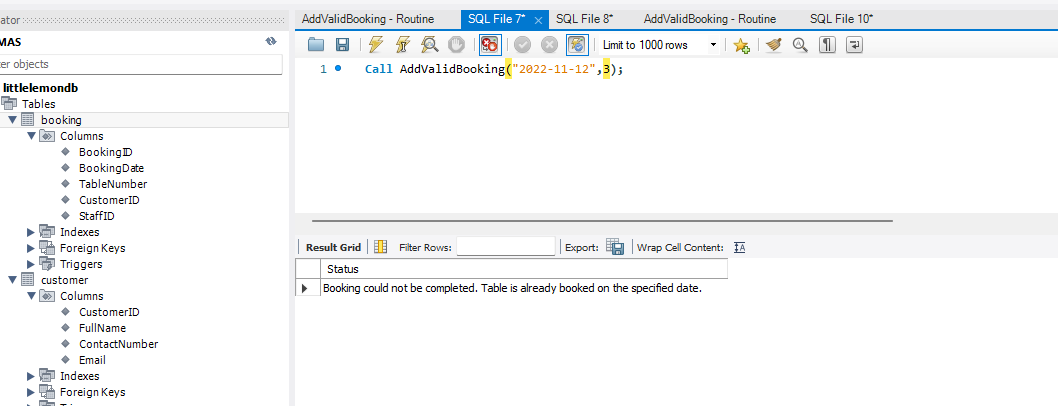 ator
AddValidBooking - Routine SQL File 7* × SQL File 8* AddValidBooking - Routine SQL File 10*
MAS
er objects
Limit to 1000 rows
1 Call AddValidBooking("2022-11-12",3);
littlelemondb
Tables
booking
Columns
BookingID
BookingDate
TableNumber
CustomerID
StaffID
Indexes
Foreign Keys
Triggers
customer
Columns
CustomerID
FullName
ContactNumber
Email
Indexes
Foreign Keys
Result Grid Filter Rows: Export: Wrap Cell Content: IA
Status
Booking could not be completed. Table is already booked on the specified date.